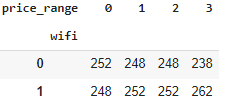 price_range 0 1 2 3
wifi
0 252 248 248 238
1 248 252 252 262